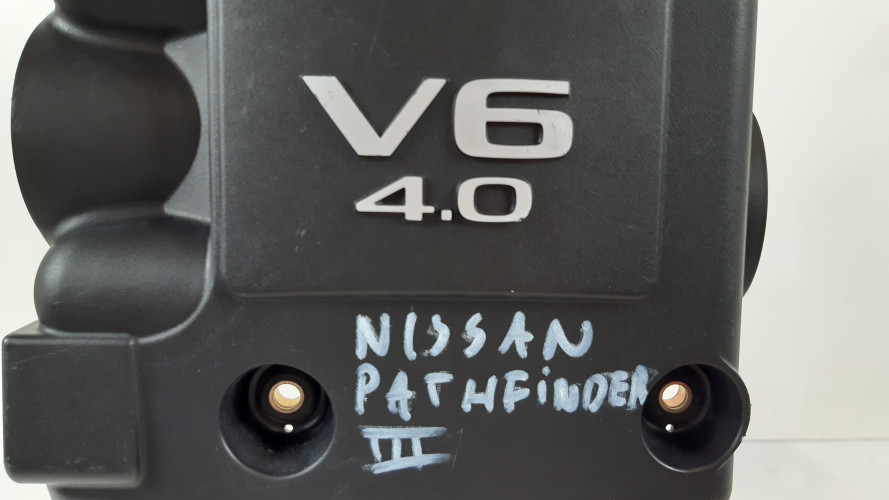 V6
4.0
NISSAN
PATHFINDER
III